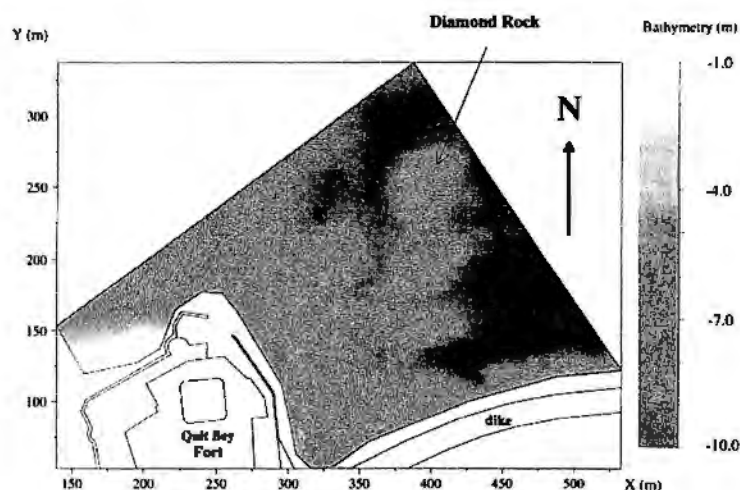 Diamond Rock
Y (m)
Bathymetry (m)
300
250
200
150
100
N
-1.0
-4.0
-7.0
-10.0
Quit Bey
Fort
dike
150 200 250 300 350 400 450 500 X (m)